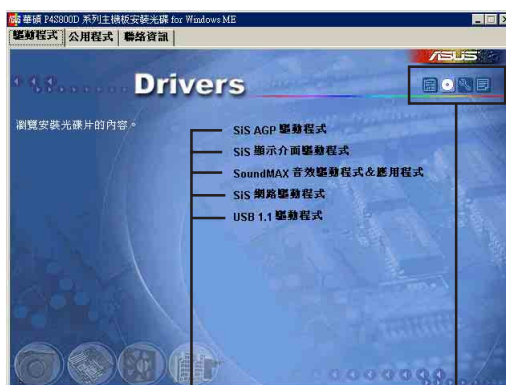 華碩 P4S800D 系列主機板安裝光碟 for Windows ME
驅動程式 公用程式 聯絡資訊
ASUS
Drivers
瀏覽安裝光碟片的內容。
SiS AGP 驅動程式
SiS 顯示介面驅動程式
SoundMAX 音效驅動程式&應用程式
SiS 網路驅動程式
USB 1.1 驅動程式